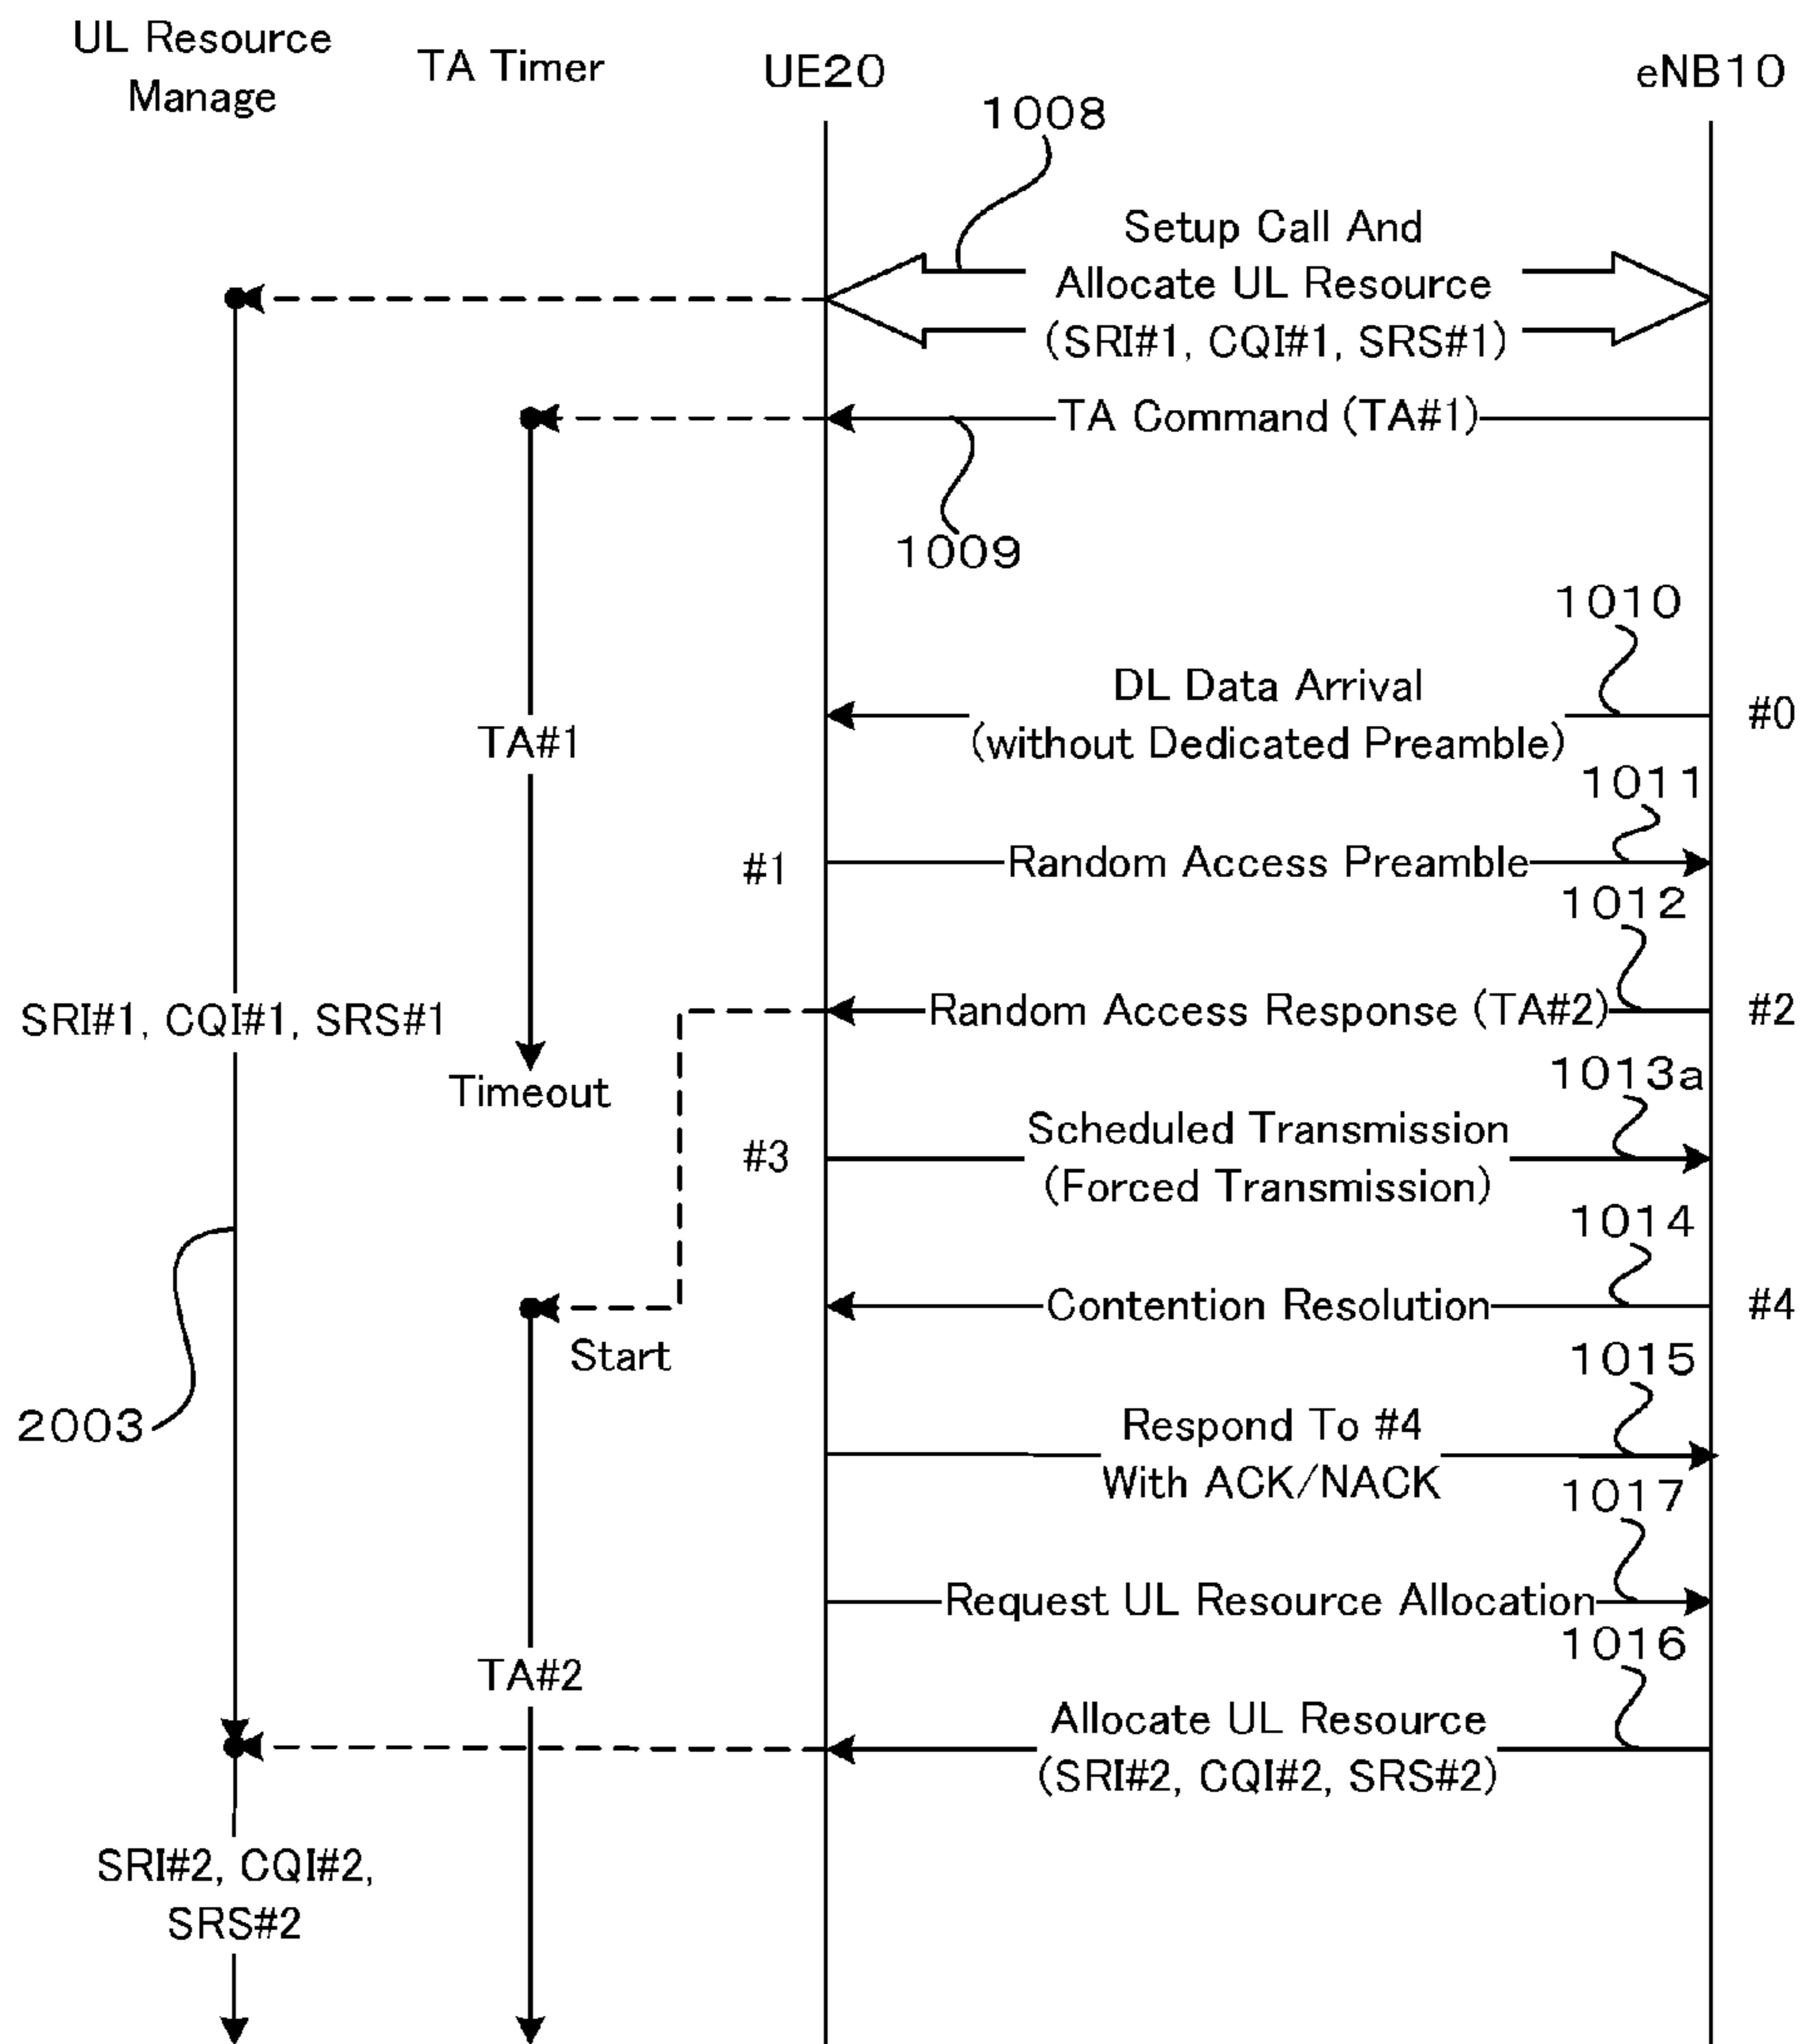 UL Resource
Manage
TA Timer
UE20
eNB10
1008
Setup Call And
Allocate UL Resource
(SRI#1, CQI#1, SRS#1)
TA Command (TA#1)
1009
1010
DL Data Arrival
(without Dedicated Preamble)
#0
TA#1
1011
#1
Random Access Preamble
1012
SRI#1, CQI#1, SRS#1
Random Access Response (TA#2)
#2
Timeout
1013a
#3
Scheduled Transmission
(Forced Transmission)
1014
Contention Resolution
#4
Start
1015
2003
Respond To #4
With ACK/NACK
1017
Request UL Resource Allocation
1016
TA#2
Allocate UL Resource
(SRI#2, CQI#2, SRS#2)
SRI#2, CQI#2,
SRS#2